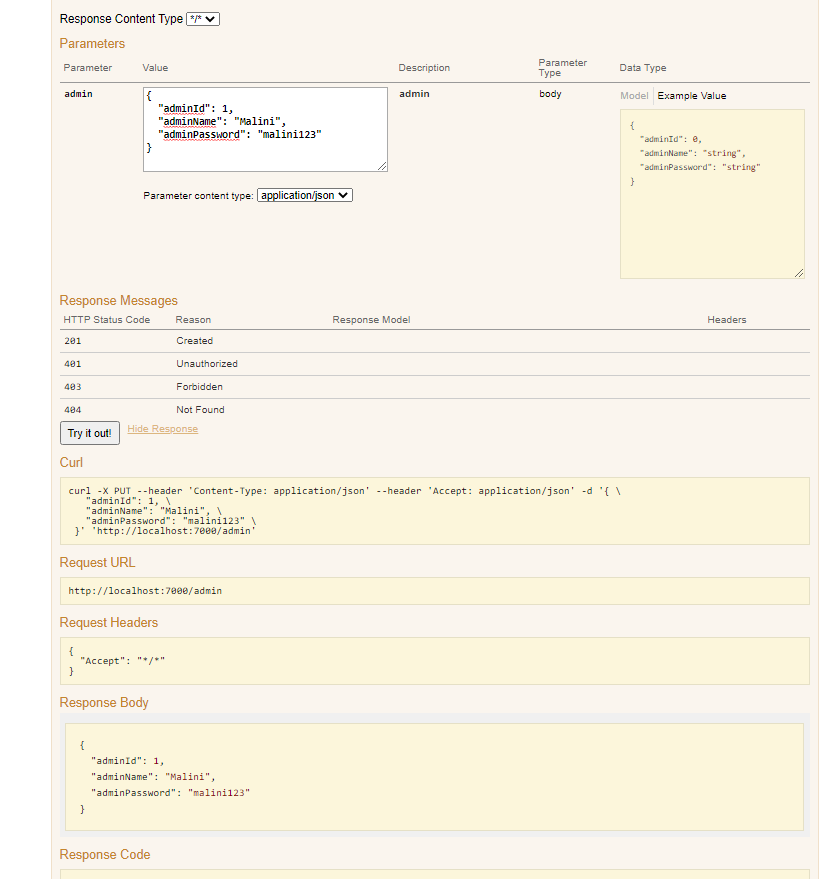 Response Content Type */*
Parameters
Parameter Value Description Parameter Type Data Type
admin
{
"adminId": 1,
"adminName": "Malini",
"adminPassword": "malini123"
}
Parameter content type: application/json
admin
body
Model Example Value
{
"adminId": 0,
"adminName": "string",
"adminPassword": "string"
}
Response Messages
HTTP Status Code Reason Response Model Headers
201 Created
401 Unauthorized
403 Forbidden
404 Not Found
Try it out! Hide Response
Curl
curl -X PUT --header 'Content-Type: application/json' --header 'Accept: application/json' -d '{ \
"adminId": 1, \
"adminName": "Malini", \
"adminPassword": "malini123" \
}' 'http://localhost:7000/admin'
Request URL
http://localhost:7000/admin
Request Headers
{
"Accept": "*/*"
}
Response Body
{
"adminId": 1,
"adminName": "Malini",
"adminPassword": "malini123"
}
Response Code